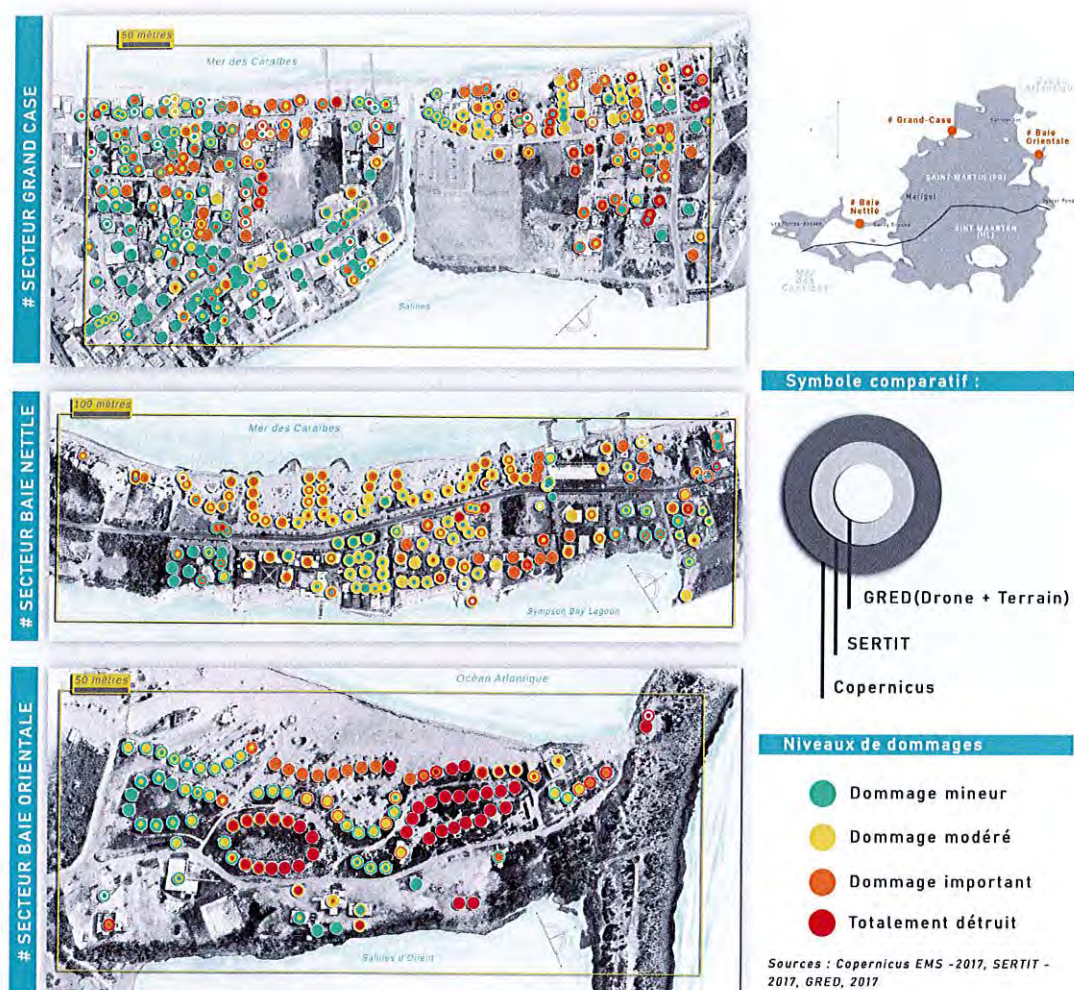 # SECTEUR GRAND CASE
50 mètres
Mer des Caraïbes
Salines
# SECTEUR BAIE NETTLE
100 mètres
Mer des Caraïbes
Sympson Bay Lagoon
# SECTEUR BAIE ORIENTALE
50 mètres
Océan Atlantique
Salines d'Orient
# Grand-Case
# Baie
Orientale
SAINT-MARTIN (FR)
# Baie
Nettlé
Marigot
SINT-MAARTEN
(NL)
Mer
des
Caraïbes
Symbole comparatif :
GRED(Drone + Terrain)
SERTIT
Copernicus
Niveaux de dommages
Dommage mineur
Dommage modéré
Dommage important
Totalement détruit
Sources : Copernicus EMS -2017, SERTIT -
2017, GRED, 2017